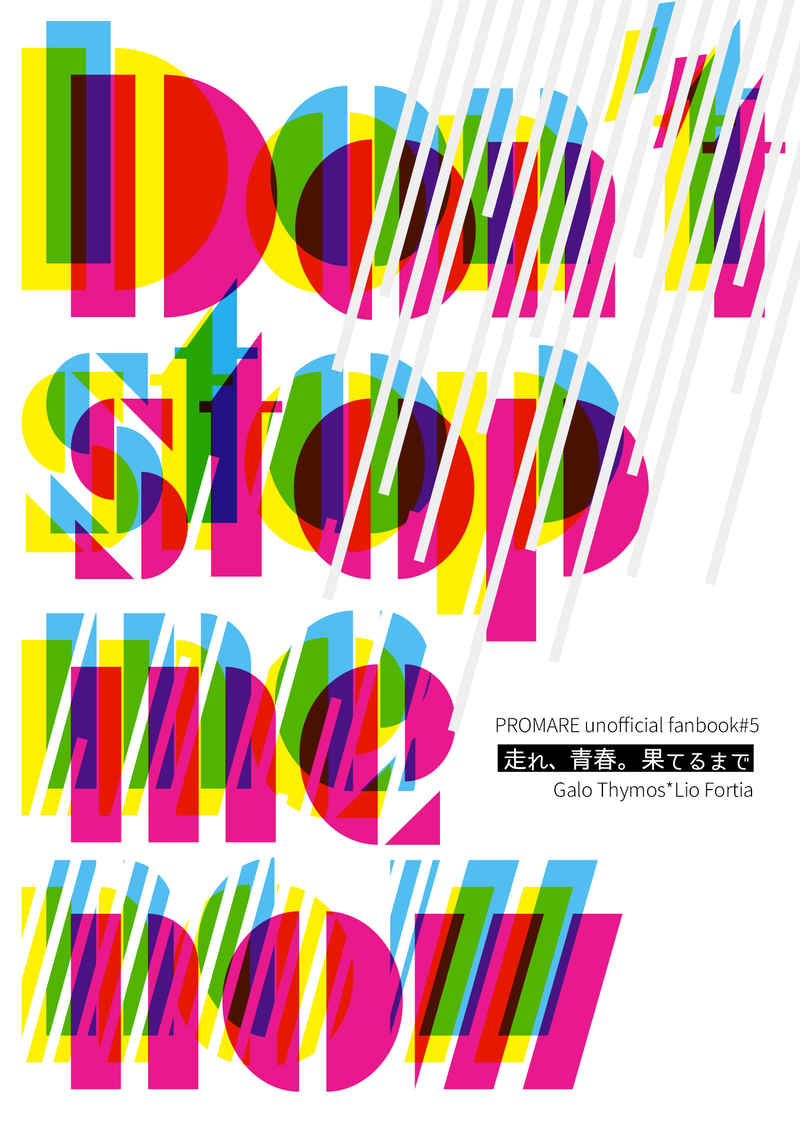 Don't
stop
me
now
PROMARE unofficial fanbook#5
走れ、青春。果てるまで
Galo Thymos*Lio Fortia